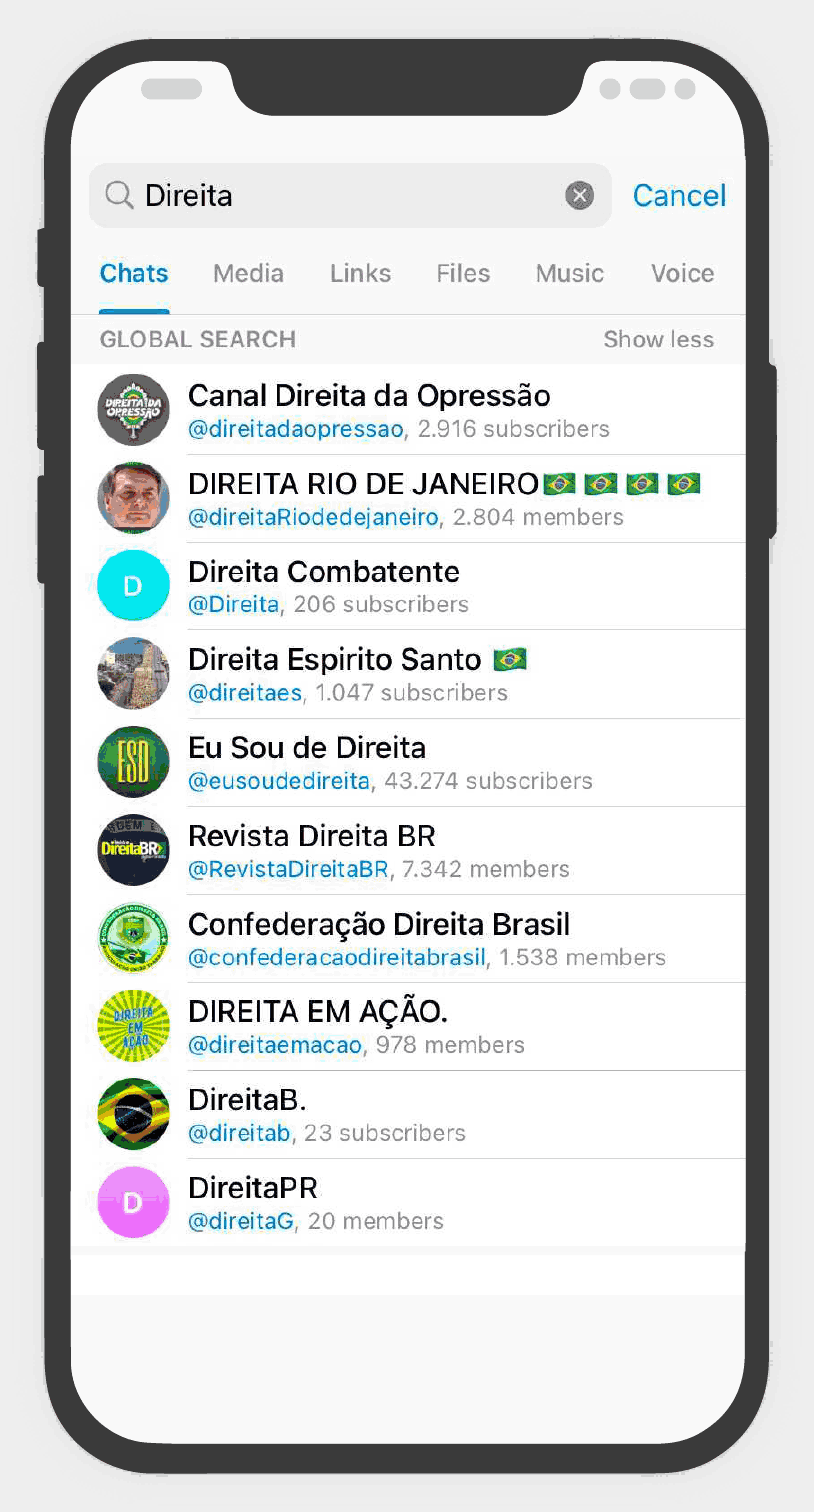 Direita
Cancel
Chats Media Links Files Music Voice
GLOBAL SEARCH Show less
DIREITA DA
OPRESSÃO
Canal Direita da Opressão
@direitadaopressao, 2.916 subscribers
DIREITA RIO DE JANEIRO🇧🇷 🇧🇷 🇧🇷 🇧🇷
@direitaRiodedejaneiro, 2.804 members
D
Direita Combatente
@Direita, 206 subscribers
Direita Espirito Santo 🇧🇷
@direitaes, 1.047 subscribers
ESD
Eu Sou de Direita
@eusoudedireita, 43.274 subscribers
DireitaBR
Revista Direita BR
@RevistaDireitaBR, 7.342 members
Confederação Direita Brasil
@confederacaodireitabrasil, 1.538 members
DIREITA
EM
AÇÃO
DIREITA EM AÇÃO.
@direitaemacao, 978 members
DireitaB.
@direitab, 23 subscribers
D
DireitaPR
@direitaG, 20 members